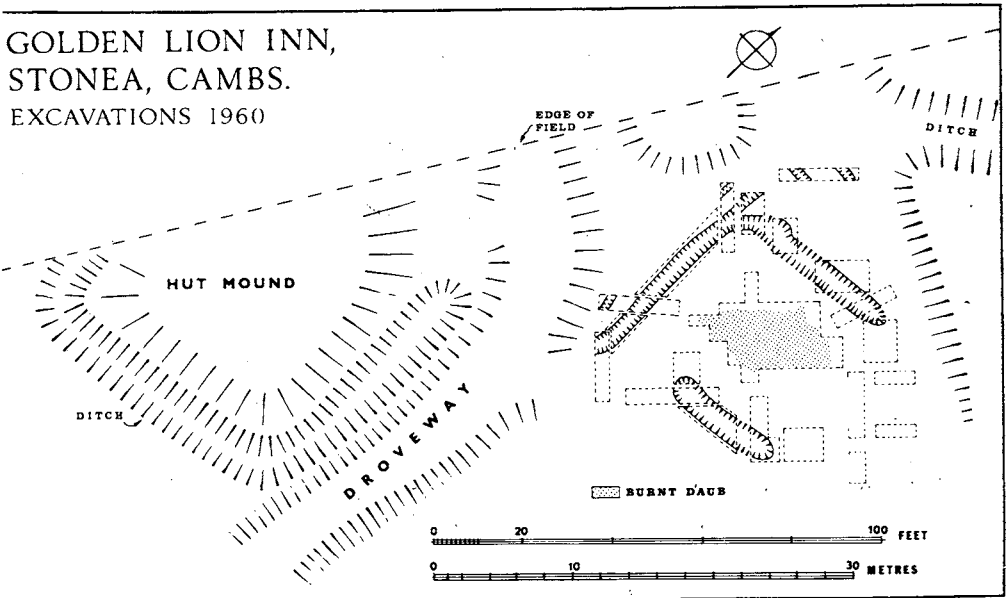 GOLDEN LION INN,
STONEA, CAMBS.
EXCAVATIONS 1960
EDGE OF
FIELD
DITCH
HUT MOUND
DITCH
DROVEWAY
BURNT DAUB
0 20 100 FEET
0 10 30 METRES